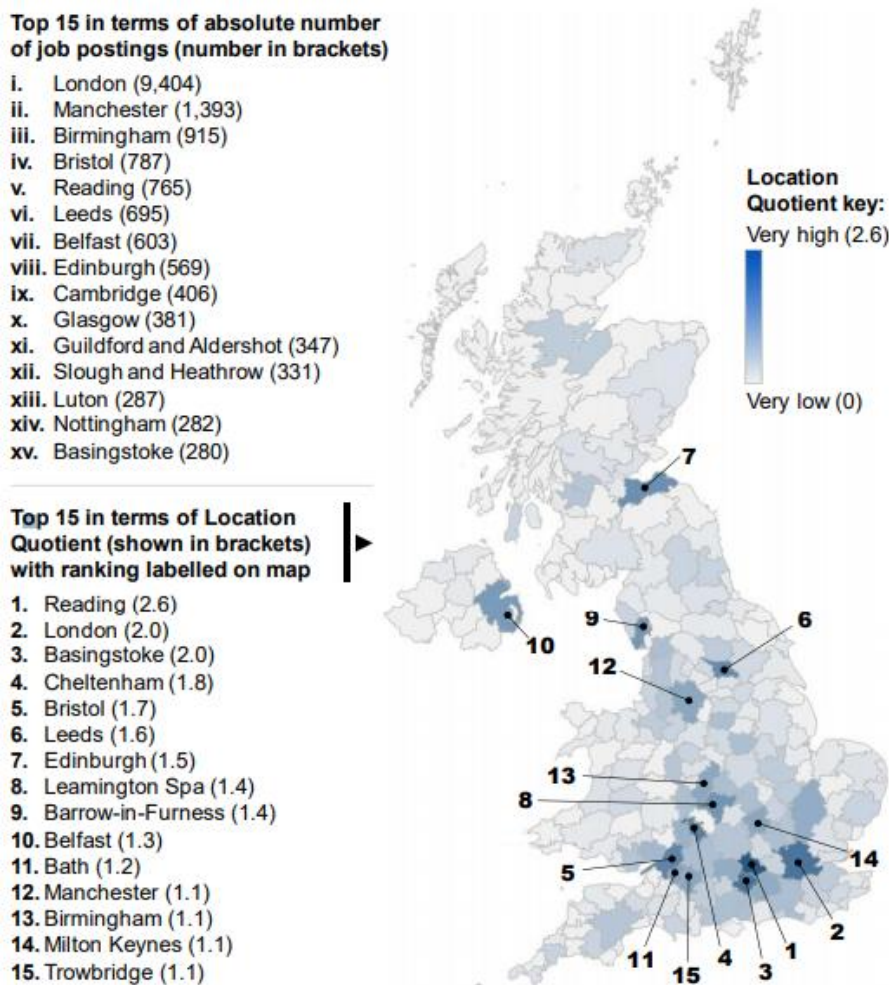 Top 15 in terms of absolute number
of job postings (number in brackets)
i. London (9,404)
ii. Manchester (1,393)
iii. Birmingham (915)
iv. Bristol (787)
v. Reading (765)
vi. Leeds (695)
vii. Belfast (603)
viii. Edinburgh (569)
ix. Cambridge (406)
x. Glasgow (381)
xi. Guildford and Aldershot (347)
xii. Slough and Heathrow (331)
xiii. Luton (287)
xiv. Nottingham (282)
xv. Basingstoke (280)
Top 15 in terms of Location
Quotient (shown in brackets)
with ranking labelled on map
1. Reading (2.6)
2. London (2.0)
3. Basingstoke (2.0)
4. Cheltenham (1.8)
5. Bristol (1.7)
6. Leeds (1.6)
7. Edinburgh (1.5)
8. Leamington Spa (1.4)
9. Barrow-in-Furness (1.4)
10. Belfast (1.3)
11. Bath (1.2)
12. Manchester (1.1)
13. Birmingham (1.1)
14. Milton Keynes (1.1)
15. Trowbridge (1.1)
Location
Quotient key:
Very high (2.6)
Very low (0)
7
9
6
10
12
13
8
14
5
2
11
4
1
15
3